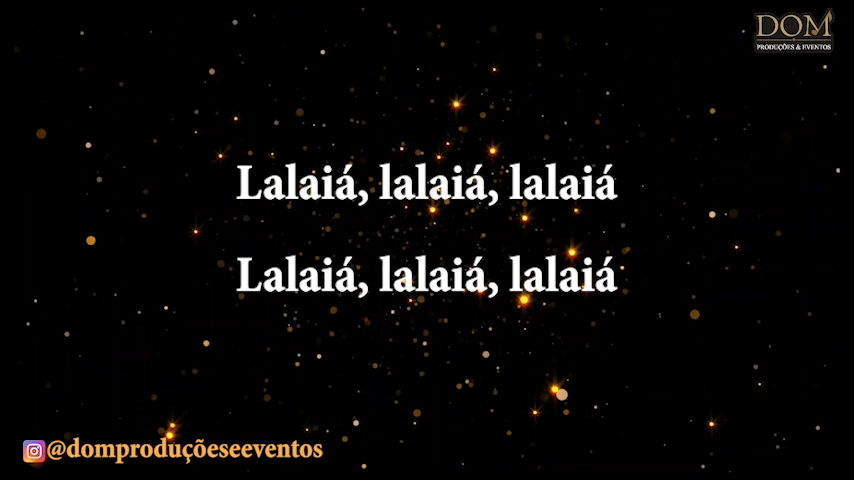 DOM
PRODUÇÕES & EVENTOS
Lalaiá, lalaiá, lalaiá
Lalaiá, lalaiá, lalaiá
@domproduçõeseeventos